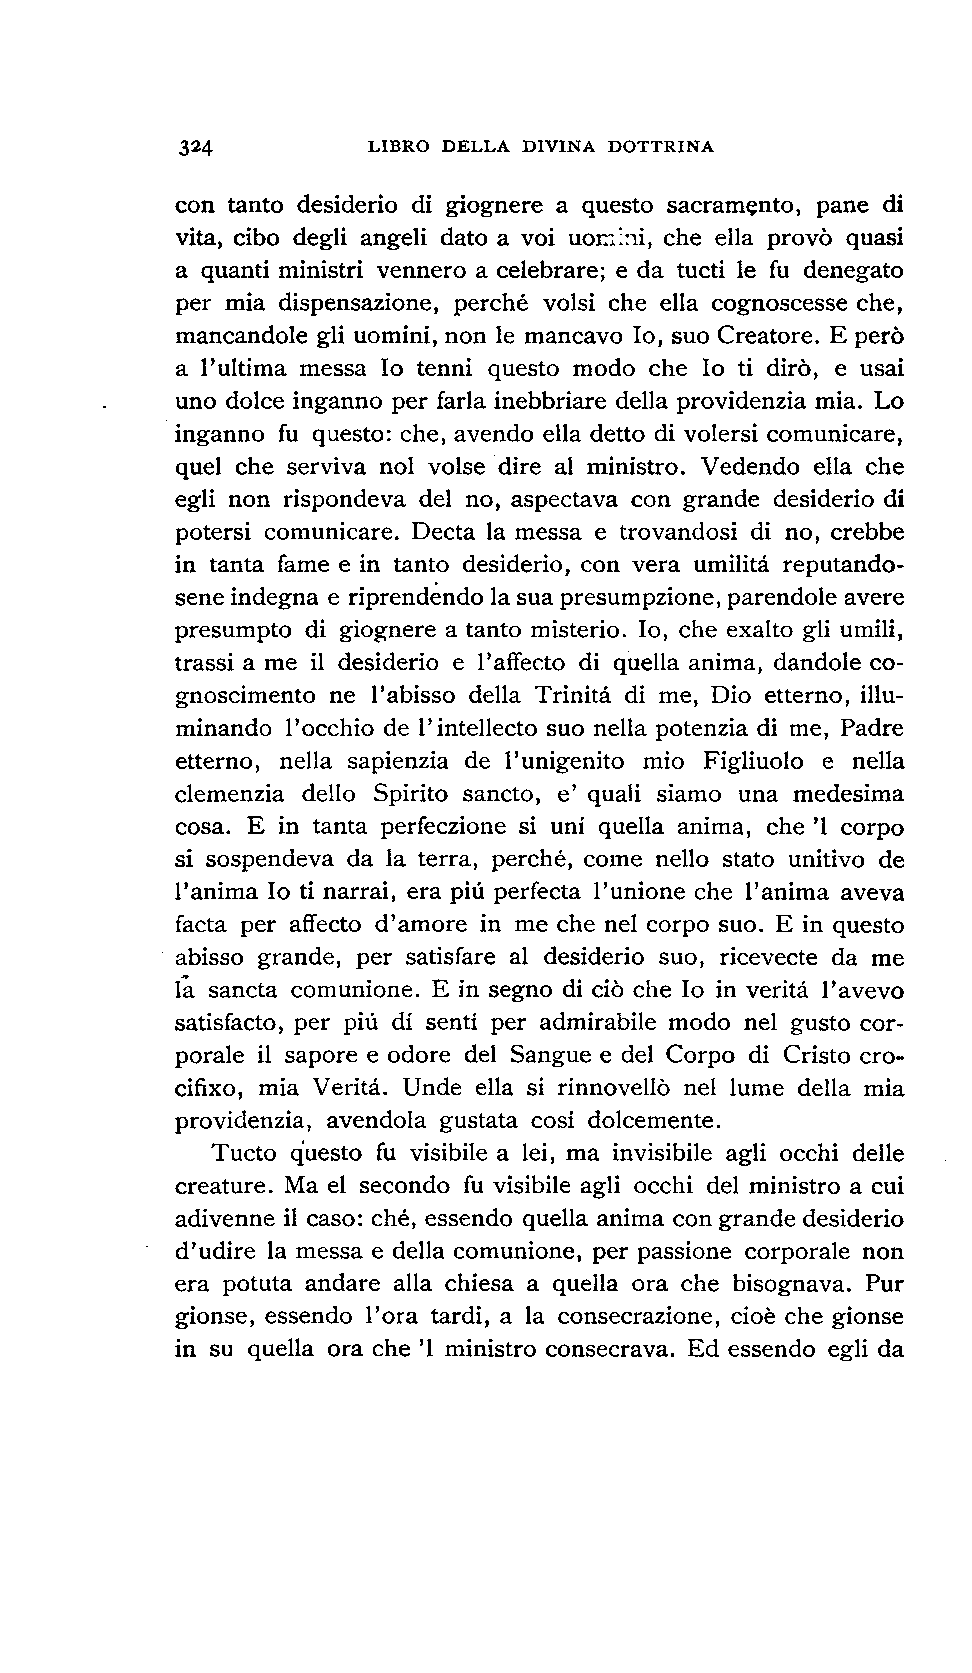 324 LIBRO DELLA DIVINA DOTTRINA
con tanto desiderio di giognere a questo sacramento, pane di
vita, cibo degli angeli dato a voi uomini, che ella provò quasi
a quanti ministri vennero a celebrare; e da tucti le fu denegato
per mia dispensazione, perché volsi che ella cognoscesse che,
mancandole gli uomini, non le mancavo Io, suo Creatore. E però
a l'ultima messa Io tenni questo modo che Io ti dirò, e usai
uno dolce inganno per farla inebbriare della providenzia mia. Lo
inganno fu questo: che, avendo ella detto di volersi comunicare,
quel che serviva nol volse dire al ministro. Vedendo ella che
egli non rispondeva del no, aspectava con grande desiderio di
potersi comunicare. Decta la messa e trovandosi di no, crebbe
in tanta fame e in tanto desiderio, con vera umilitá reputando-
sene indegna e riprendendo la sua presumpzione, parendole avere
presumpto di giognere a tanto misterio. Io, che exalto gli umili,
trassi a me il desiderio e l'affecto di quella anima, dandole co-
gnoscimento ne l'abisso della Trinitá di me, Dio etterno, illu-
minando l'occhio de l'intellecto suo nella potenzia di me, Padre
etterno, nella sapienzia de l'unigenito mio Figliuolo e nella
clemenzia dello Spirito sancto, e' quali siamo una medesima
cosa. E in tanta perfeczione si uní quella anima, che 'l corpo
si sospendeva da la terra, perché, come nello stato unitivo de
l'anima Io ti narrai, era piú perfecta l'unione che l'anima aveva
facta per affecto d'amore in me che nel corpo suo. E in questo
abisso grande, per satisfare al desiderio suo, ricevecte da me
la sancta comunione. E in segno di ciò che Io in veritá l'avevo
satisfacto, per piú dí sentí per admirabile modo nel gusto cor-
porale il sapore e odore del Sangue e del Corpo di Cristo cro-
cifixo, mia Veritá. Unde ella si rinnovellò nel lume della mia
providenzia, avendola gustata cosi dolcemente.
Tucto questo fu visibile a lei, ma invisibile agli occhi delle
creature. Ma el secondo fu visibile agli occhi del ministro a cui
adivenne il caso: ché, essendo quella anima con grande desiderio
d'udire la messa e della comunione, per passione corporale non
era potuta andare alla chiesa a quella ora che bisognava. Pur
gionse, essendo l'ora tardi, a la consecrazione, cioè che gionse
in su quella ora che 'l ministro consecrava. Ed essendo egli da